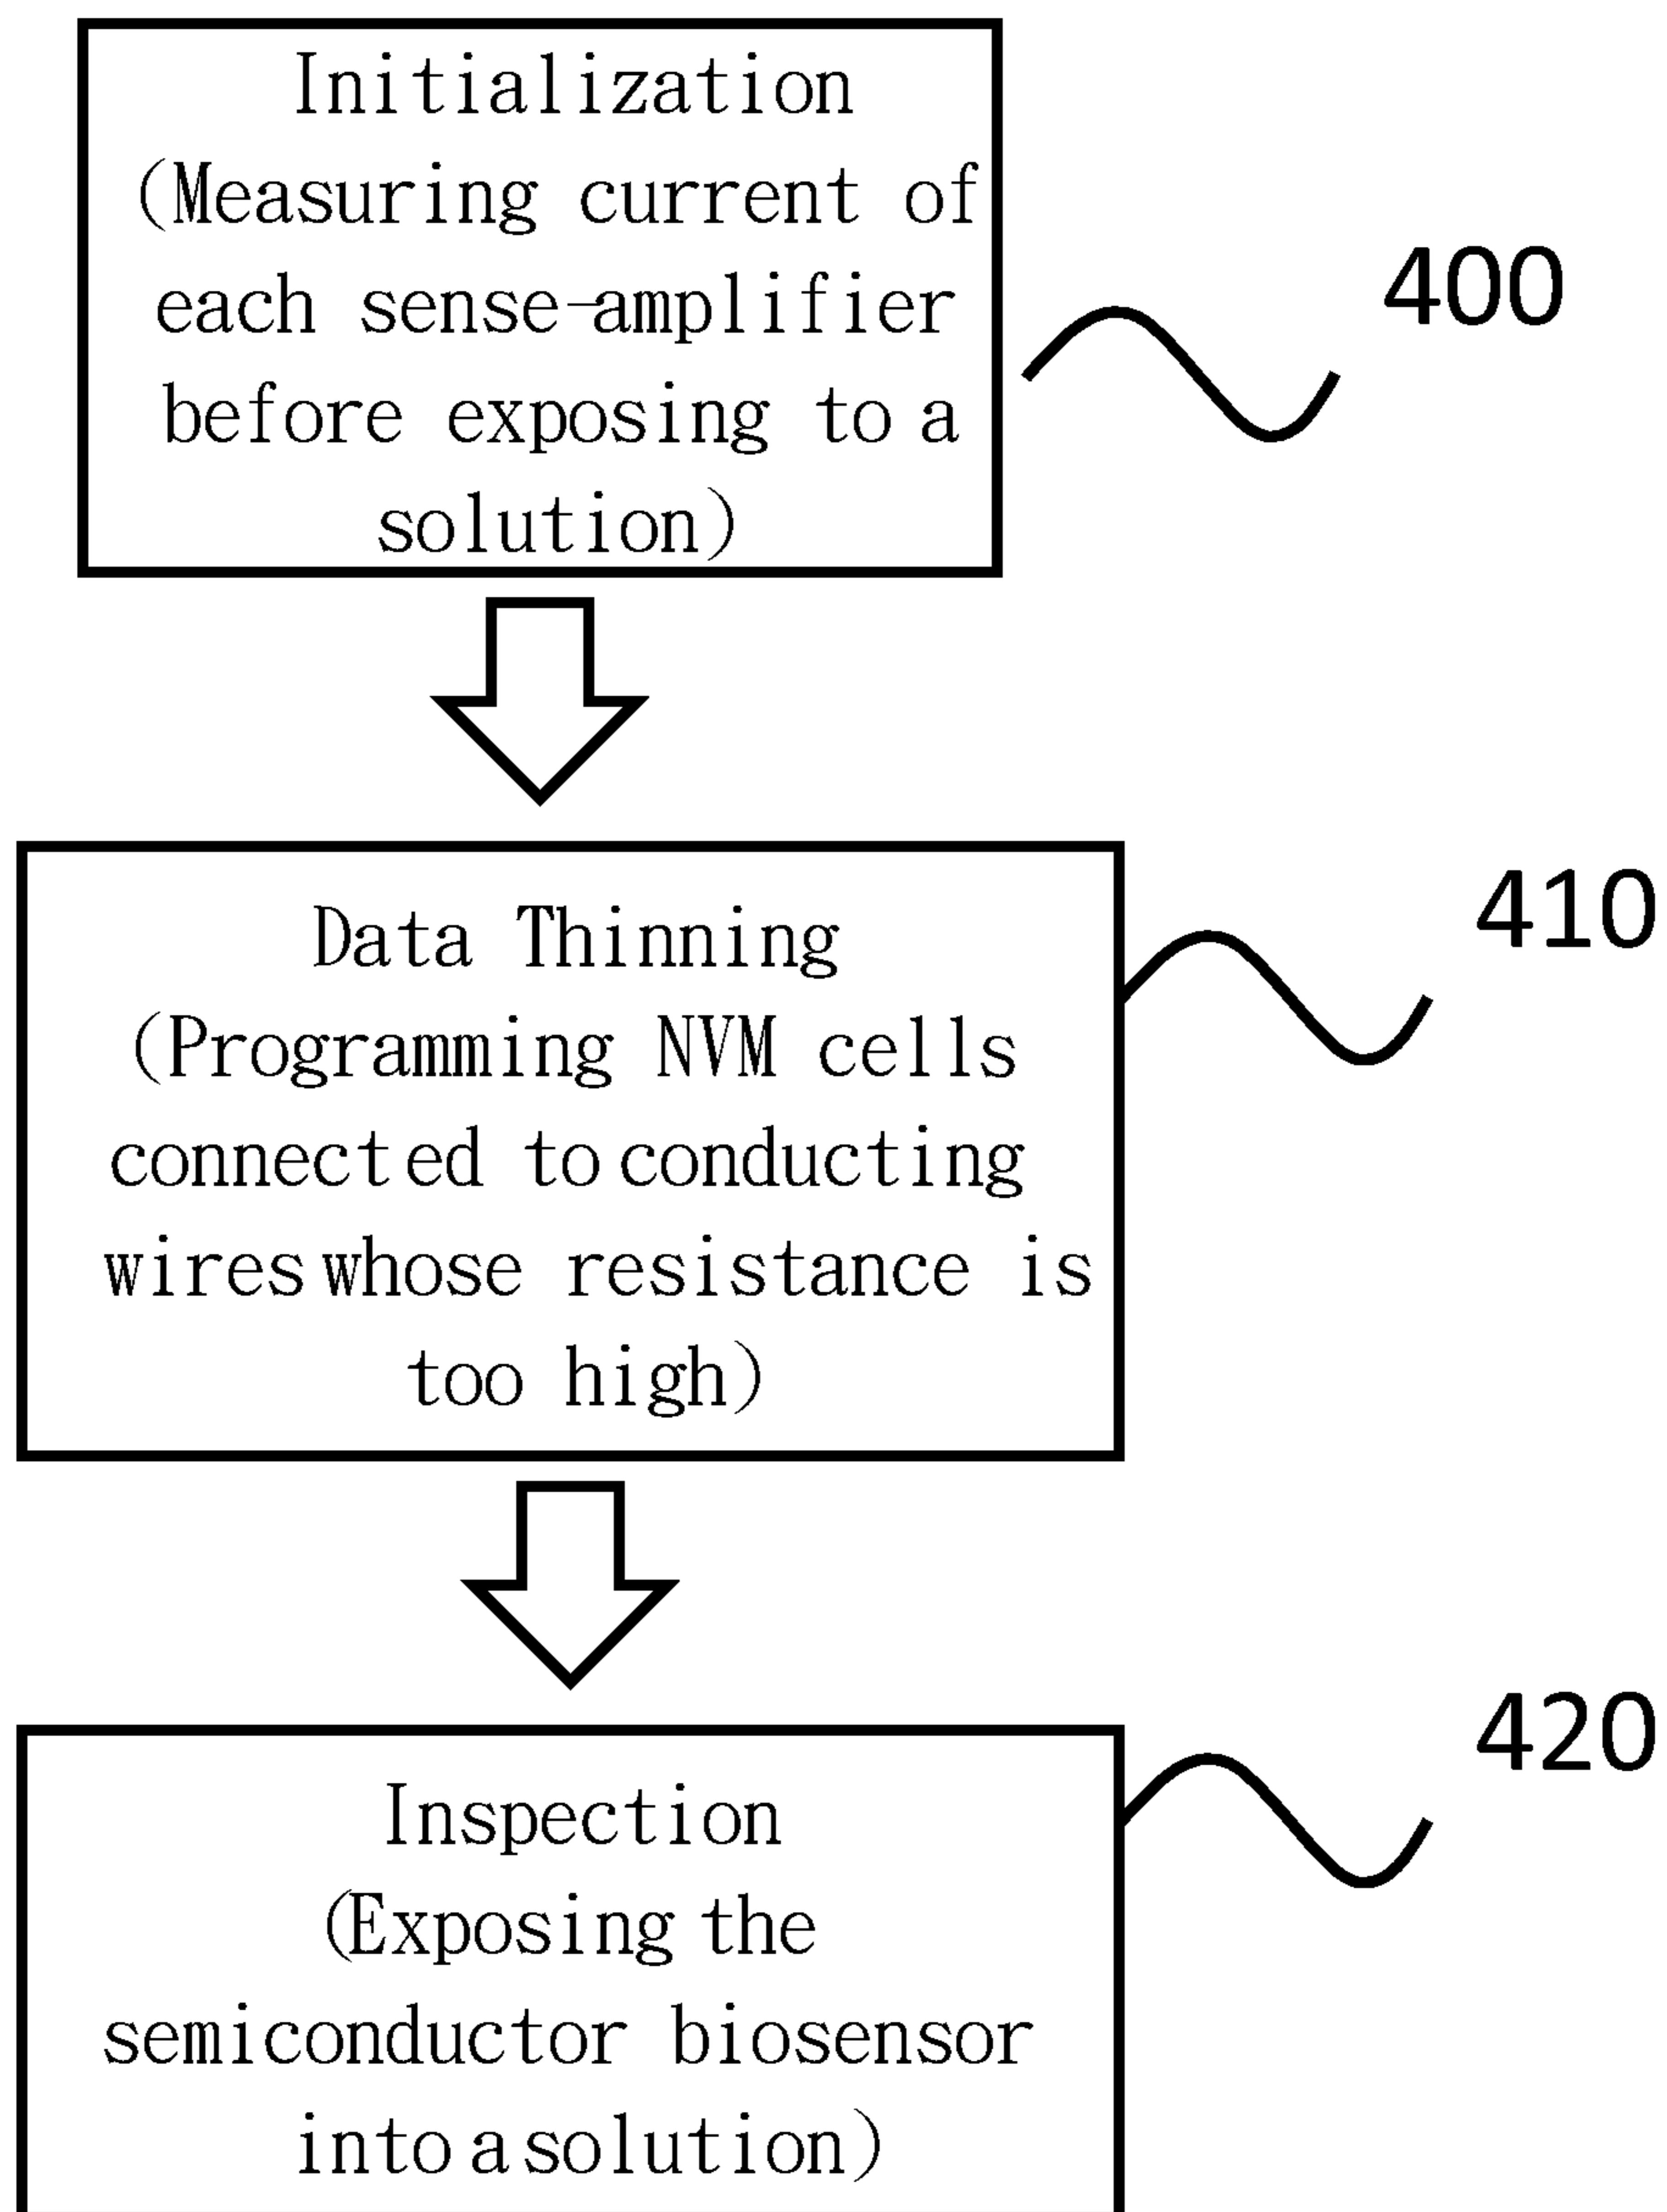 Initialization
(Measuring current of
each sense-amplifier
before exposing to a
solution)
400
Data Thinning
(Programming NVM cells
connected to conducting
wires whose resistance is
too high)
410
Inspection
(Exposing the
semiconductor biosensor
into a solution)
420